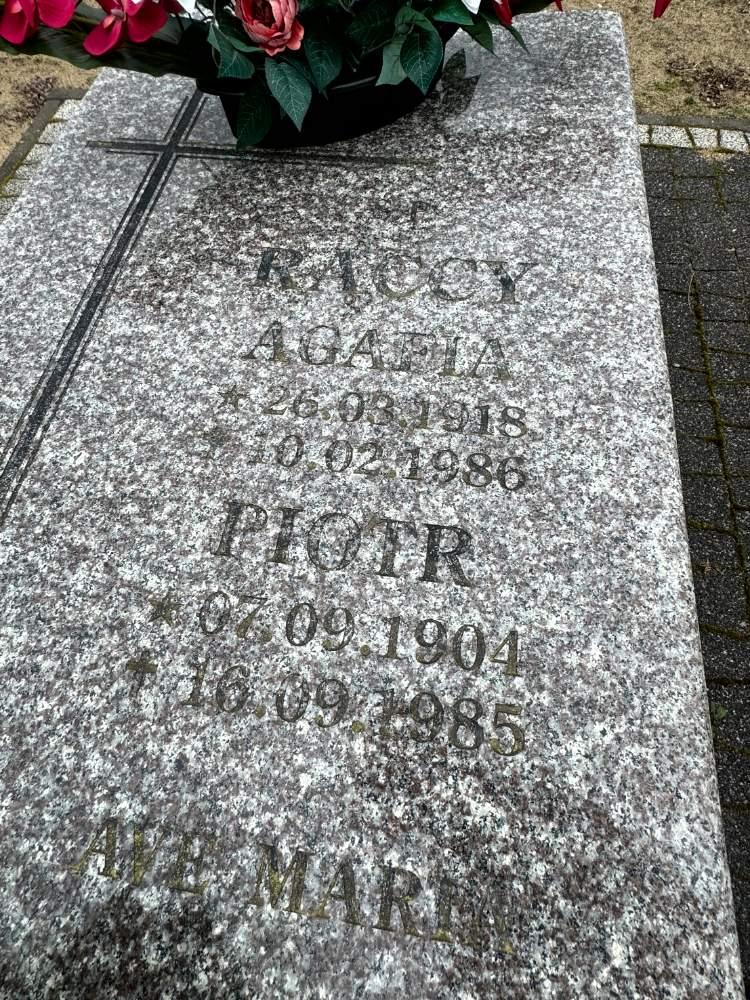 RACCY
AGAFIA
* 26.03.1918
† 10.02.1986
PIOTR
* 07.09.1904
† 16.09.1985
AVE MARIA